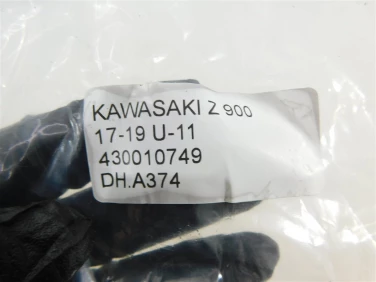 KAWASAKI Z 900
17-19 U-11
430010749
DH.A374